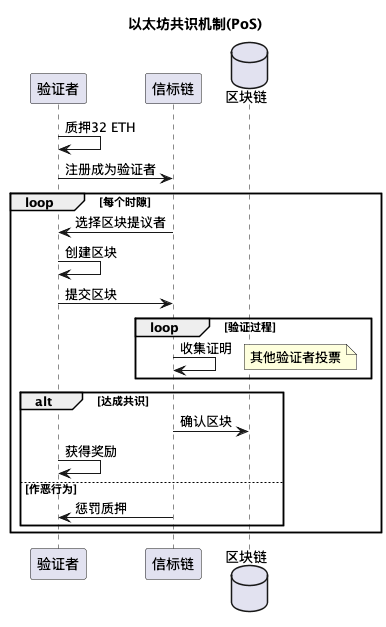 以太坊共识机制(PoS)
验证者
信标链
区块链
质押32 ETH
注册成为验证者
loop [每个时隙]
选择区块提议者
创建区块
提交区块
loop [验证过程]
收集证明
其他验证者投票
alt [达成共识]
确认区块
获得奖励
[作恶行为]
惩罚质押
验证者
信标链
区块链